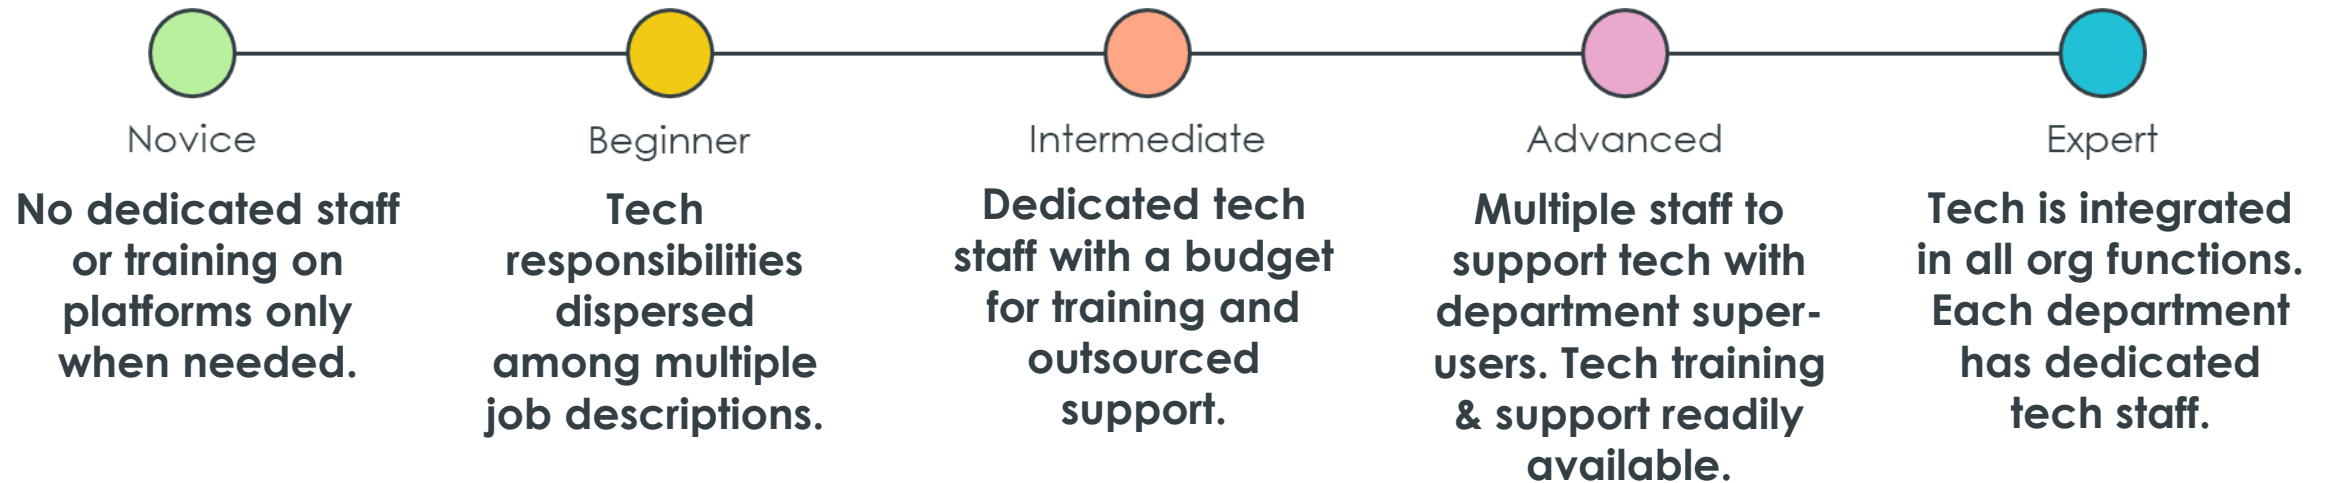 Novice
No dedicated staff
or training on
platforms only
when needed.
Beginner
Tech
responsibilities
dispersed
among multiple
job descriptions.
Intermediate
Dedicated tech
staff with a budget
for training and
outsourced
support.
Advanced
Multiple staff to
support tech with
department super-
users. Tech training
& support readily
available.
Expert
Tech is integrated
in all org functions.
Each department
has dedicated
tech staff.